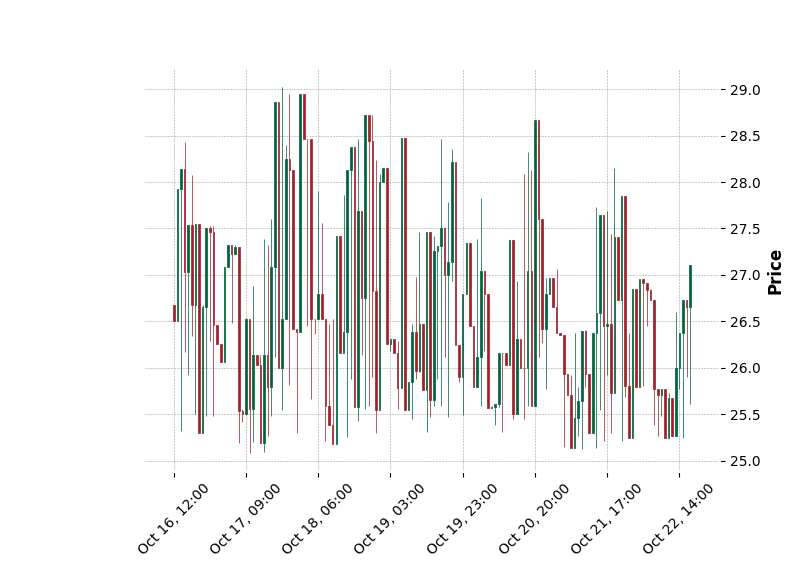 29.0
28.5
28.0
27.5
27.0
26.5
26.0
25.5
25.0
Price
Oct 16, 12:00
Oct 17, 09:00
Oct 18, 06:00
Oct 19, 03:00
Oct 19, 23:00
Oct 20, 20:00
Oct 21, 17:00
Oct 22, 14:00